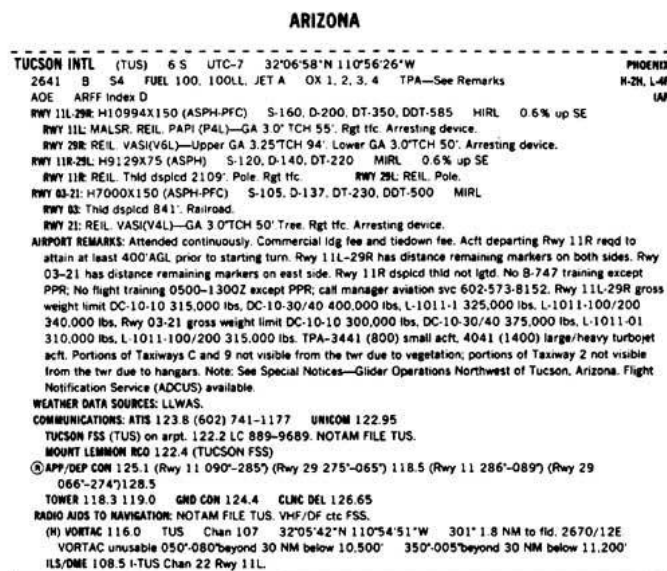 ARIZONA
TUCSON INTL (TUS) 6 S UTC-7 32°06'58"N 110°56'26"W PHOENIX
2641 B S4 FUEL 100, 100LL, JET A OX 1, 2, 3, 4 TPA—See Remarks H-2H, L-4
AOE ARFF Index D IA
RWY 11L-29R: H10994X150 (ASPH-PFC) S-160, D-200, DT-350, DDT-585 HIRL 0.6% up SE
RWY 11L: MALSR. REIL. PAPI (P4L)—GA 3.0° TCH 55'. Rgt tfc. Arresting device.
RWY 29R: REIL. VASI(V6L)—Upper GA 3.25°TCH 94'. Lower GA 3.0°TCH 50'. Arresting device.
RWY 11R-29L: H9129X75 (ASPH) S-120, D-140, DT-220 MIRL 0.6% up SE
RWY 11R: REIL. Thld dsplcd 2109'. Pole. Rgt tfc. RWY 29L: REIL. Pole.
RWY 03-21: H7000X150 (ASPH-PFC) S-105, D-137, DT-230, DDT-500 MIRL
RWY 03: Thld dsplcd 841'. Railroad.
RWY 21: REIL. VASI(V4L)—GA 3.0°TCH 50'.Tree. Rgt tfc. Arresting device.
AIRPORT REMARKS: Attended continuously. Commercial ldg fee and tiedown fee. Acft departing Rwy 11R reqd to
attain at least 400'AGL prior to starting turn. Rwy 11L-29R has distance remaining markers on both sides. Rwy
03-21 has distance remaining markers on east side. Rwy 11R dsplcd thld not lgtd. No B-747 training except
PPR; No flight training 0500-1300Z except PPR; call manager aviation svc 602-573-8152. Rwy 11L-29R gross
weight limit DC-10-10 315,000 lbs, DC-10-30/40 400,000 lbs, L-1011-1 325,000 lbs, L-1011-100/200
340,000 lbs, Rwy 03-21 gross weight limit DC-10-10 300,000 lbs, DC-10-30/40 375,000 lbs, L-1011-01
310,000 lbs, L-1011-100/200 315,000 lbs. TPA-3441 (800) small acft, 4041 (1400) large/heavy turbojet
acft. Portions of Taxiways C and 9 not visible from the twr due to vegetation; portions of Taxiway 2 not visible
from the twr due to hangars. Note: See Special Notices—Glider Operations Northwest of Tucson, Arizona. Flight
Notification Service (ADCUS) available.
WEATHER DATA SOURCES: LLWAS.
COMMUNICATIONS: ATIS 123.8 (602) 741-1177 UNICOM 122.95
TUCSON FSS (TUS) on arpt. 122.2 LC 889-9689. NOTAM FILE TUS.
MOUNT LEMMON RCO 122.4 (TUCSON FSS)
Ⓡ APP/DEP CON 125.1 (Rwy 11 090°-285°) (Rwy 29 275°-065°) 118.5 (Rwy 11 286°-089°) (Rwy 29
066°-274°)128.5
TOWER 118.3 119.0 GND CON 124.4 CLNC DEL 126.65
RADIO AIDS TO NAVIGATION: NOTAM FILE TUS. VHF/DF ctc FSS.
(H) VORTAC 116.0 TUS Chan 107 32°05'42"N 110°54'51"W 301° 1.8 NM to fld. 2670/12E
VORTAC unusable 050°-080°beyond 30 NM below 10,500' 350°-005°beyond 30 NM below 11,200'
ILS/DME 108.5 I-TUS Chan 22 Rwy 11L.